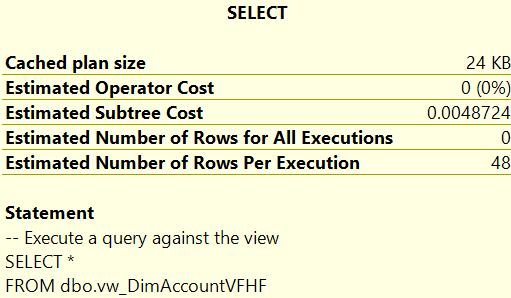 SELECT
Cached plan size 24 KB
Estimated Operator Cost 0 (0%)
Estimated Subtree Cost 0.0048724
Estimated Number of Rows for All Executions 0
Estimated Number of Rows Per Execution 48
Statement
-- Execute a query against the view
SELECT *
FROM dbo.vw_DimAccountVFHF